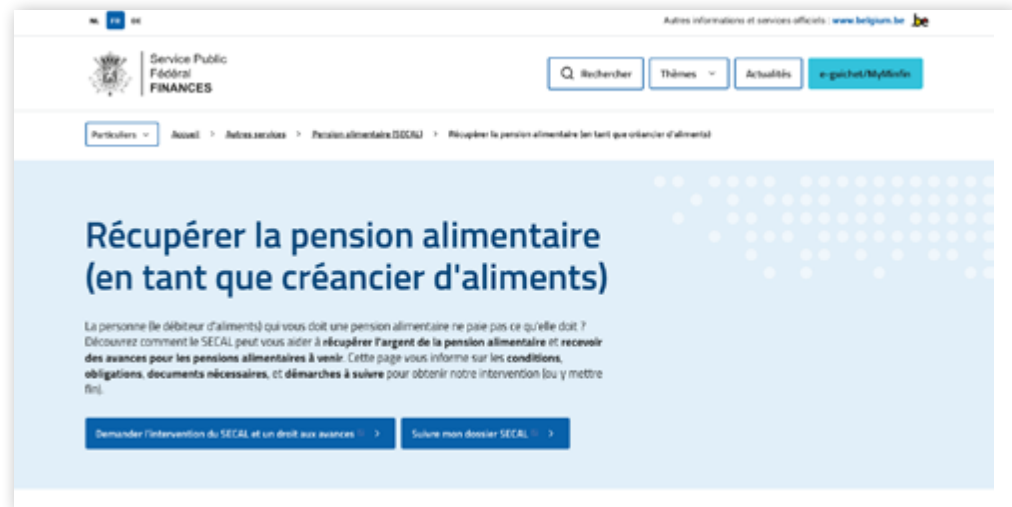 NL FR DE
Autres informations et services officiels : www.belgium.be .be
Service Public
Fédéral
FINANCES
Rechercher
Thèmes
Actualités
e-guichet/MyMinfin
Particuliers
Accueil > Autres services > Pension alimentaire (SECAL) > Récupérer la pension alimentaire (en tant que créancier d'aliments)
Récupérer la pension alimentaire
(en tant que créancier d'aliments)
La personne (le débiteur d'aliments) qui vous doit une pension alimentaire ne paie pas ce qu'elle doit ?
Découvrez comment le SECAL peut vous aider à récupérer l'argent de la pension alimentaire et recevoir
des avances pour les pensions alimentaires à venir. Cette page vous informe sur les conditions,
obligations, documents nécessaires, et démarches à suivre pour obtenir notre intervention (ou y mettre
fin).
Demander l'intervention du SECAL et un droit aux avances >
Suivre mon dossier SECAL >